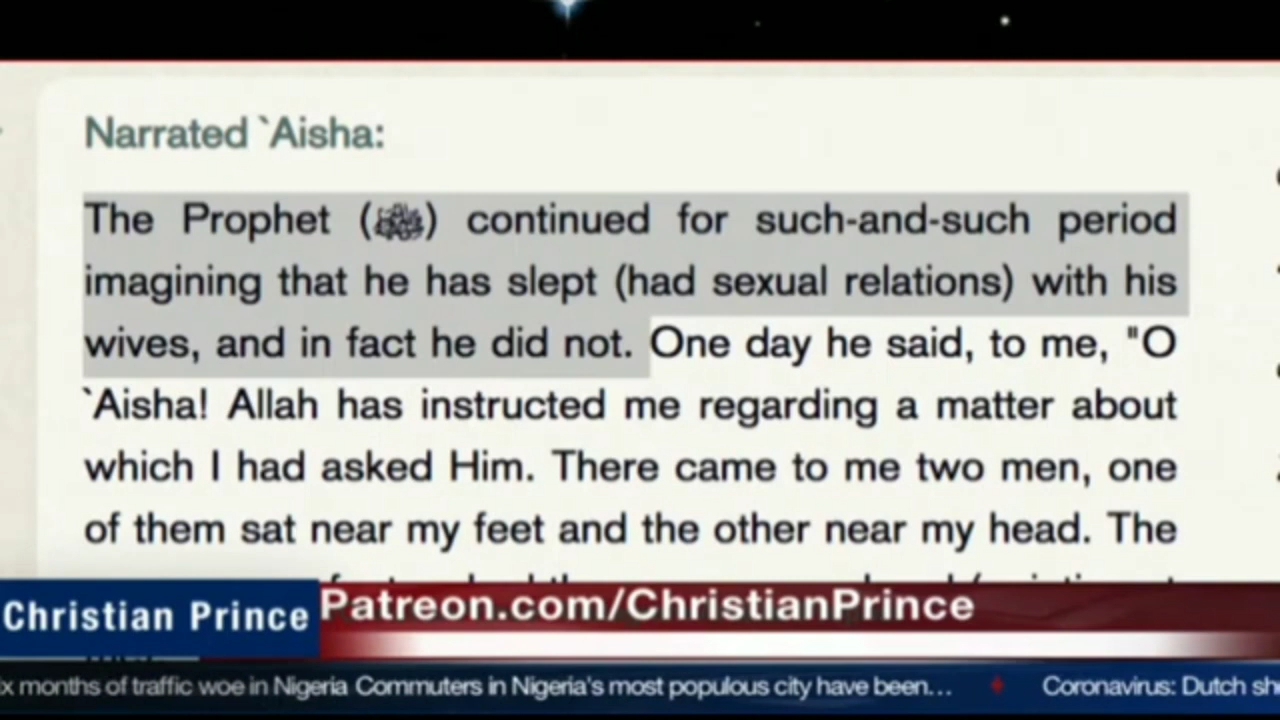 Narrated `Aisha:
The Prophet (ﷺ) continued for such-and-such period
imagining that he has slept (had sexual relations) with his
wives, and in fact he did not. One day he said, to me, "O
`Aisha! Allah has instructed me regarding a matter about
which I had asked Him. There came to me two men, one
of them sat near my feet and the other near my head. The
Christian Prince
Patreon.com/ChristianPrince
ix months of traffic woe in Nigeria Commuters in Nigeria's most populous city have been... Coronavirus: Dutch sh